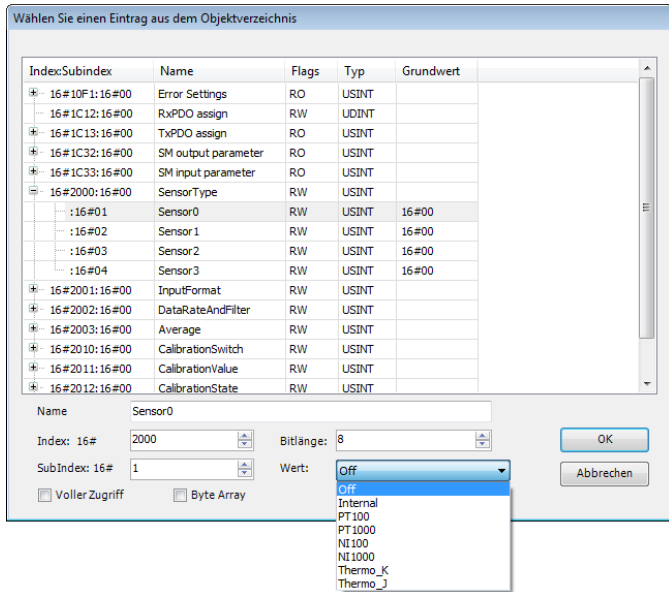 Wählen Sie einen Eintrag aus dem Objektverzeichnis
Index:Subindex Name Flags Typ Grundwert
16#10F1:16#00 Error Settings RO USINT
16#1C12:16#00 RxPDO assign RW UDINT
16#1C13:16#00 TxPDO assign RO USINT
16#1C32:16#00 SM output parameter RO USINT
16#1C33:16#00 SM input parameter RO USINT
16#2000:16#00 SensorType RW USINT
:16#01 Sensor0 RW USINT 16#00
:16#02 Sensor1 RW USINT 16#00
:16#03 Sensor2 RW USINT 16#00
:16#04 Sensor3 RW USINT 16#00
16#2001:16#00 InputFormat RW USINT
16#2002:16#00 DataRateAndFilter RW USINT
16#2003:16#00 Average RW USINT
16#2010:16#00 CalibrationSwitch RW USINT
16#2011:16#00 CalibrationValue RW USINT
16#2012:16#00 CalibrationState RW USINT
Name Sensor0
Index: 16# 2000 Bitlänge: 8 OK
SubIndex: 16# 1 Wert: Off Abbrechen
Voller Zugriff Byte Array
Off
Internal
PT100
PT1000
NI100
NI1000
Thermo_K
Thermo_J